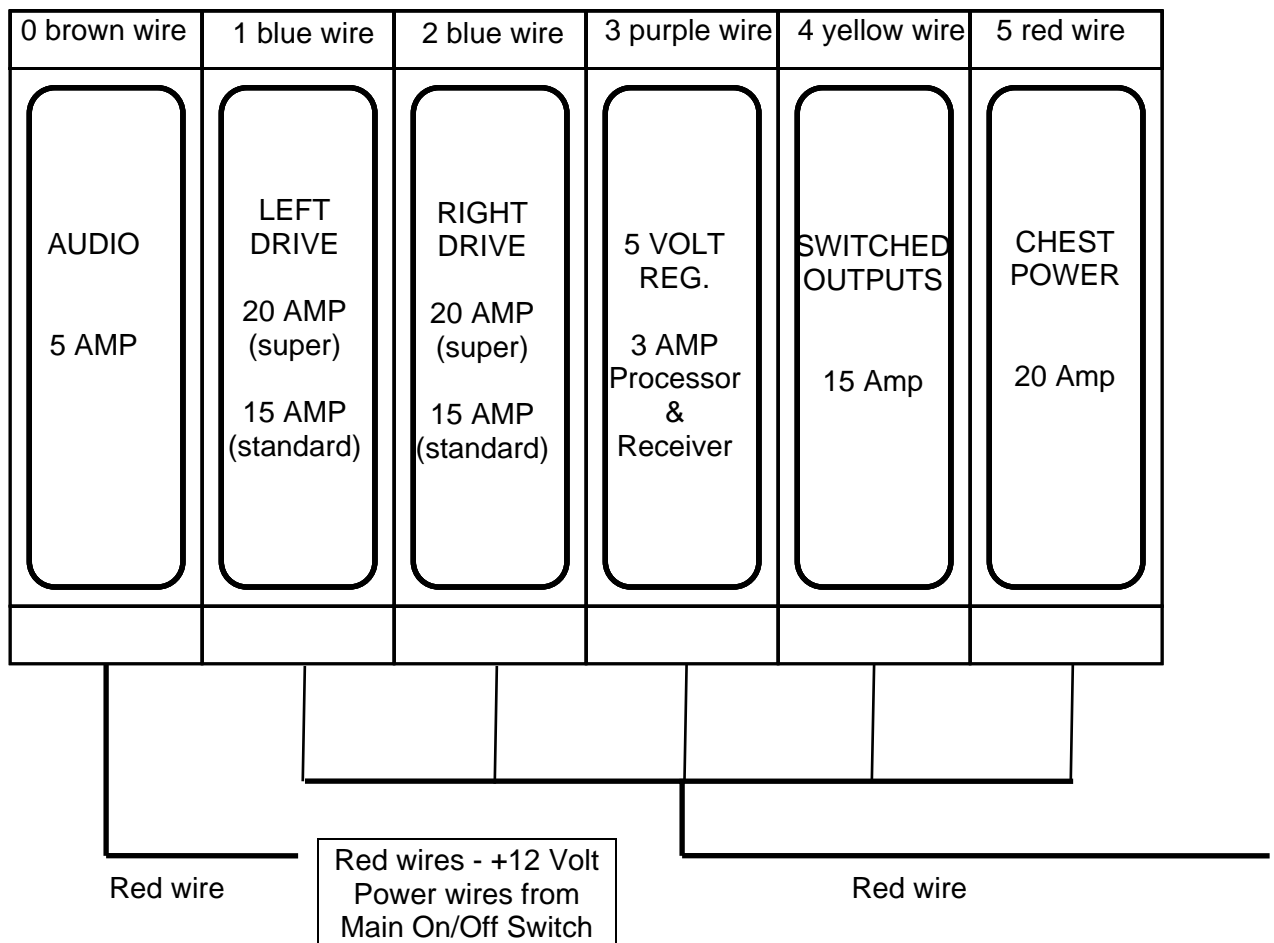 0 brown wire
1 blue wire
2 blue wire
3 purple wire
4 yellow wire
5 red wire
AUDIO
5 AMP
LEFT
DRIVE
20 AMP
(super)
15 AMP
(standard)
RIGHT
DRIVE
20 AMP
(super)
15 AMP
(standard)
5 VOLT
REG.
3 AMP
Processor
&
Receiver
SWITCHED
OUTPUTS
15 Amp
CHEST
POWER
20 Amp
Red wire
Red wires - +12 Volt
Power wires from
Main On/Off Switch
Red wire